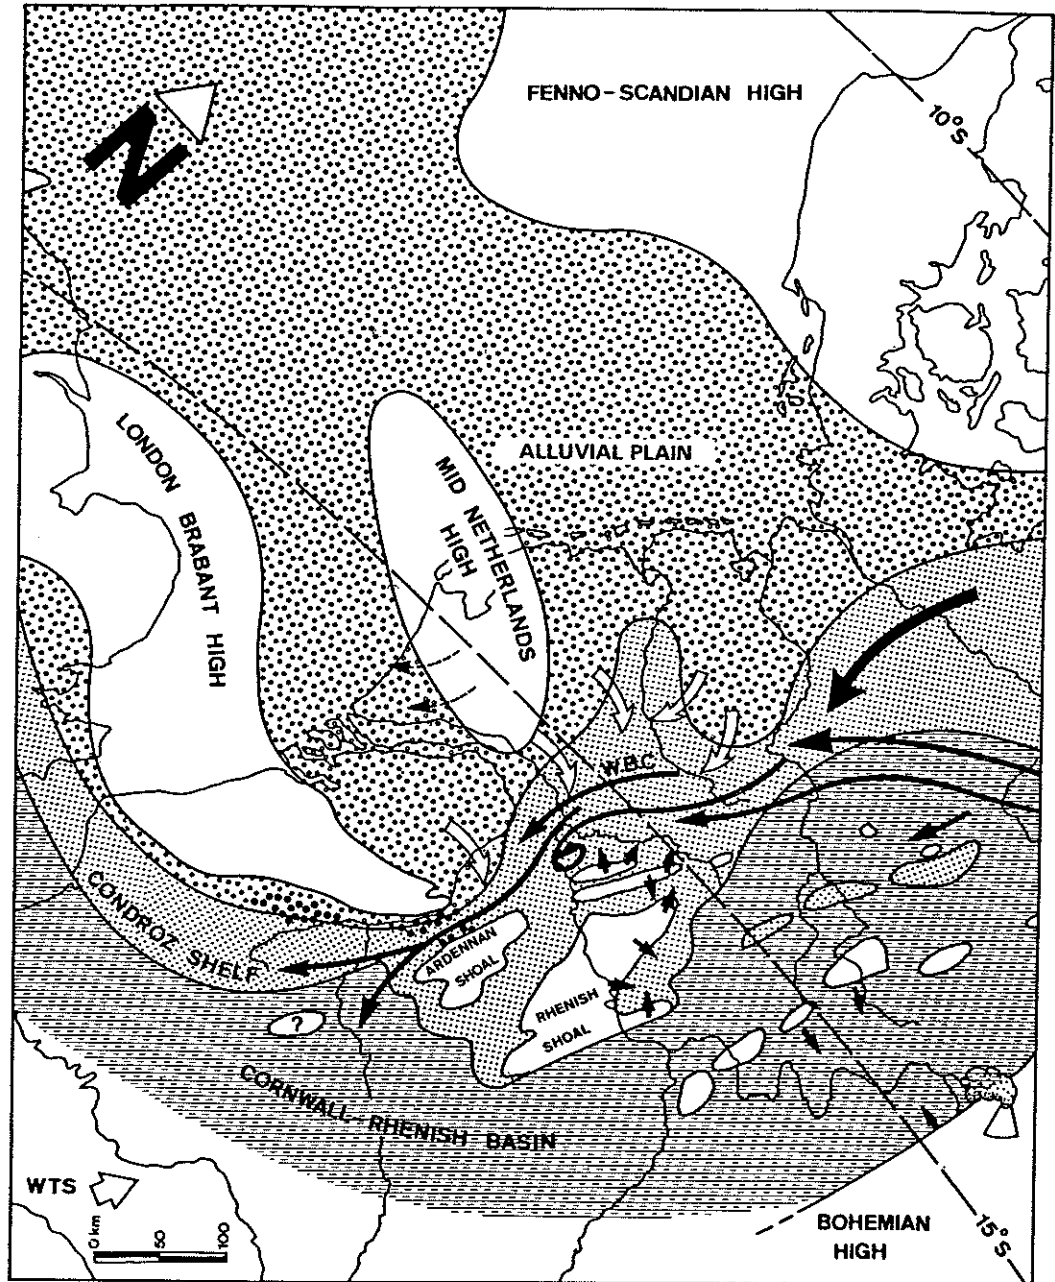 FENNO-SCANDIAN HIGH
10°S
N
LONDON BRABANT HIGH
ALLUVIAL PLAIN
MID NETHERLANDS
HIGH
W.B.C
CONDROZ
SHELF
ARDENNAN
SHOAL
RHENISH
SHOAL
?
CORNWALL-RHENISH BASIN
WTS
0 km
50
100
BOHEMIAN
HIGH
15°S